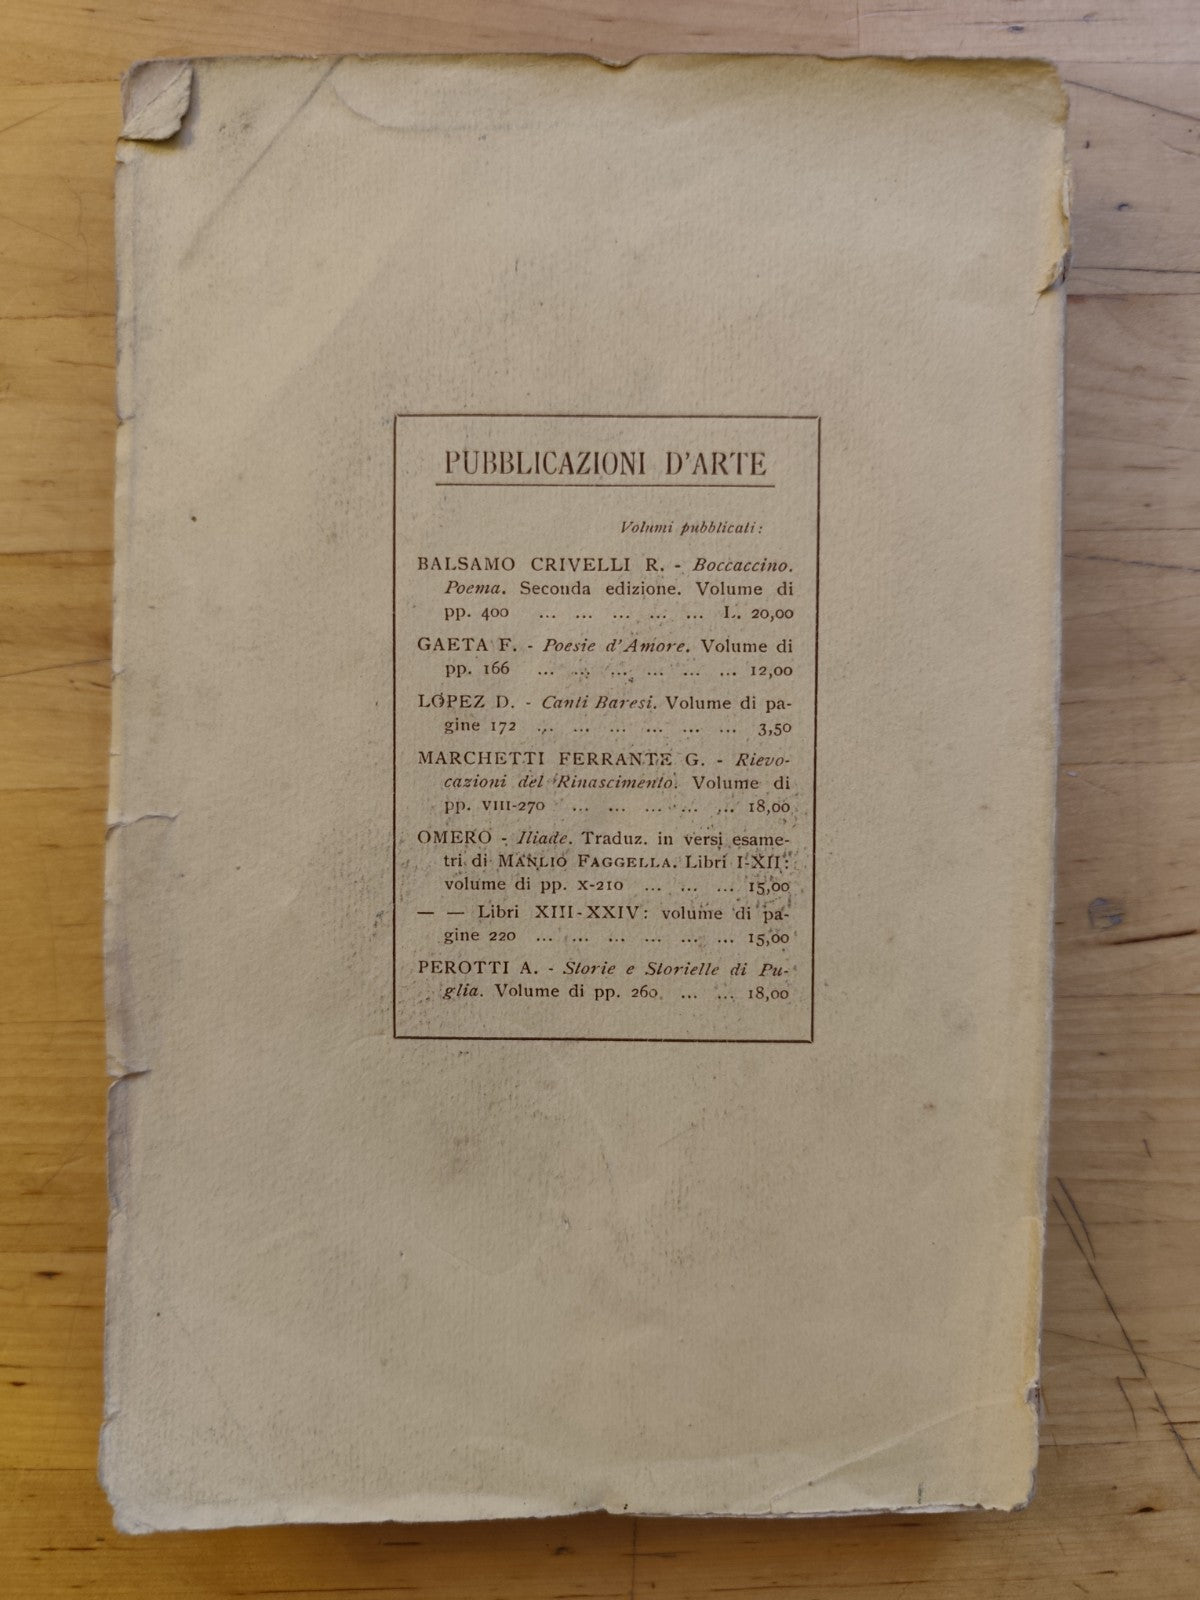 PUBBLICAZIONI D'ARTE
Volumi pubblicati:
BALSAMO CRIVELLI R. - Boccaccino.
Poema. Seconda edizione. Volume di
pp. 400 ... ... ... ... ... L. 20,00
GAETA F. - Poesie d'Amore. Volume di
pp. 166 ... ... ... ... ... ... 12,00
LÓPEZ D. - Canti Baresi. Volume di pa-
gine 172 ... ... ... ... ... ... 3,50
MARCHETTI FERRANTE G. - Rievo-
cazioni del Rinascimento. Volume di
pp. VIII-270 ... ... ... ... ... 18,00
OMERO - Iliade. Traduz. in versi esame-
tri di MANLIO FAGGELLA. Libri I-XII:
volume di pp. X-210 ... ... ... 15,00
— — Libri XIII-XXIV: volume di pa-
gine 220 ... ... ... ... ... ... 15,00
PEROTTI A. - Storie e Storielle di Pu-
glia. Volume di pp. 260 ... ... 18,00